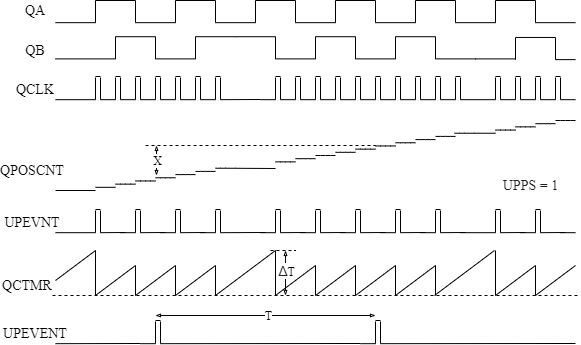 QA
QB
QCLK
X
QPOSCNT
UPPS = 1
UPEVNT
ΔT
QCTMR
T
UPEVENT